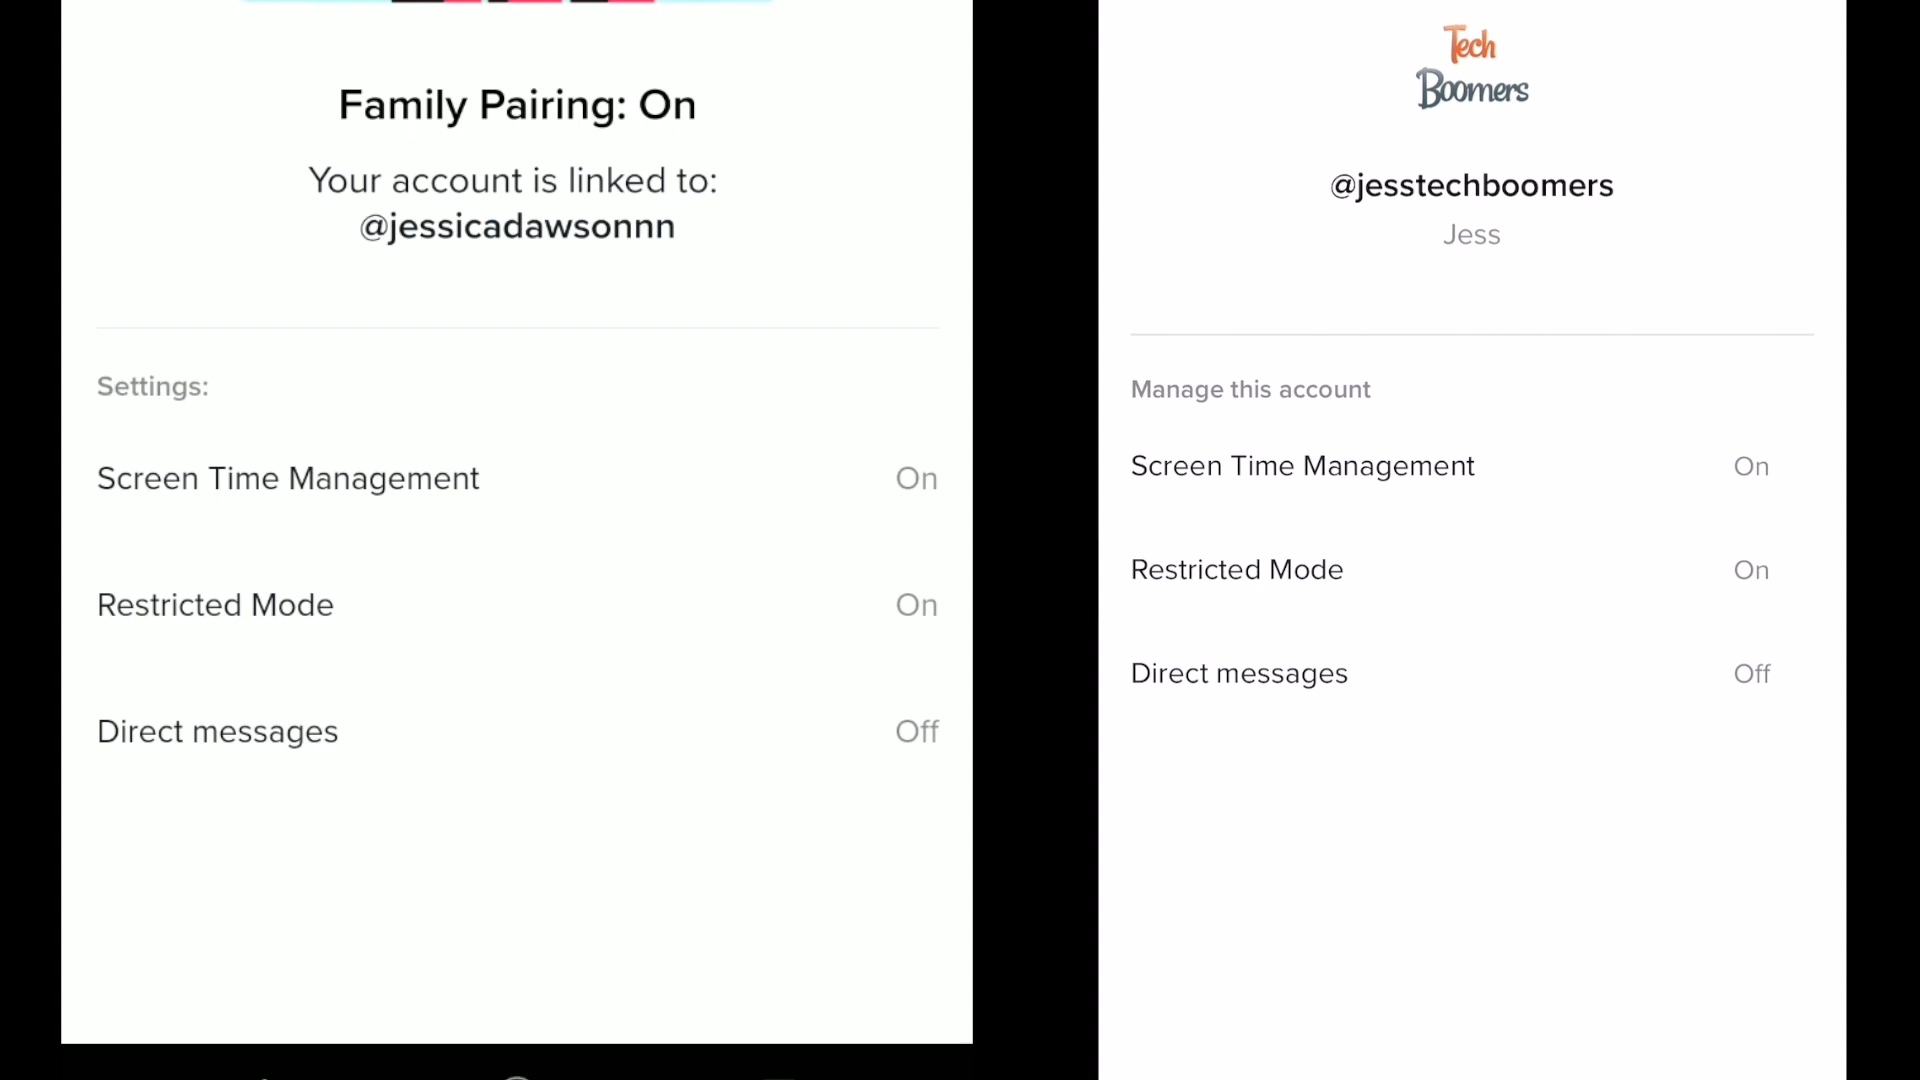 Family Pairing: On
Your account is linked to:
@jessicadawsonnn
Settings:
Screen Time Management On
Restricted Mode On
Direct messages Off
Tech
Boomers
@jesstechboomers
Jess
Manage this account
Screen Time Management On
Restricted Mode On
Direct messages Off